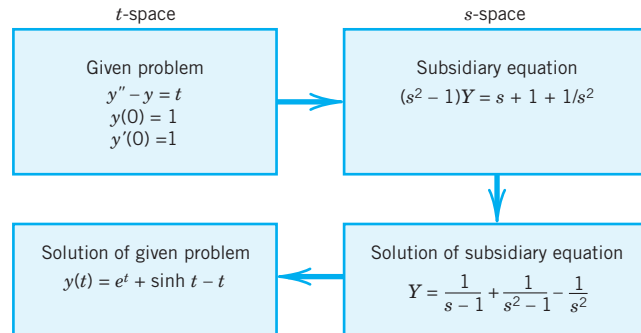 t-space
s-space
Given problem
y″ – y = t
y(0) = 1
y′(0) =1
Subsidiary equation
(s² – 1)Y = s + 1 + 1/s²
Solution of given problem
y(t) = eᵗ + sinh t – t
Solution of subsidiary equation
Y = 1/(s – 1) + 1/(s² – 1) – 1/s²